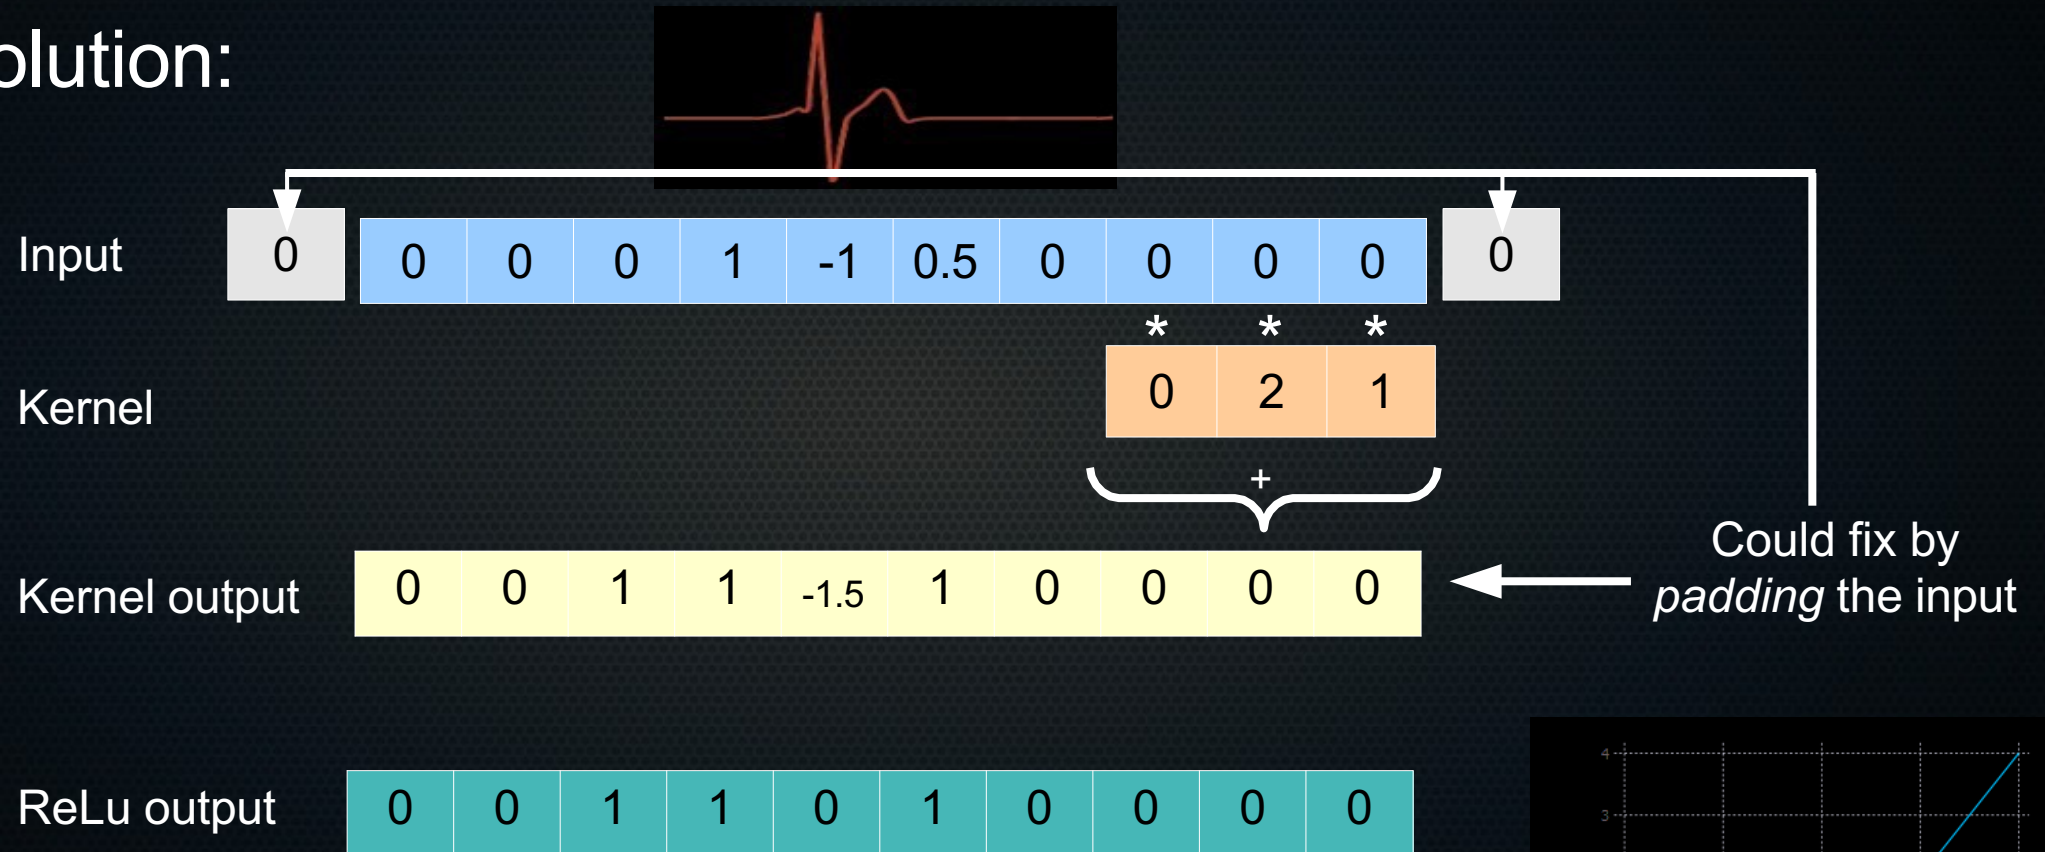 olution:
Input 0 0 0 0 1 -1 0.5 0 0 0 0 0
* * *
Kernel 0 2 1
+
Could fix by
padding the input
Kernel output 0 0 1 1 -1.5 1 0 0 0 0
4
3
ReLu output 0 0 1 1 0 1 0 0 0 0